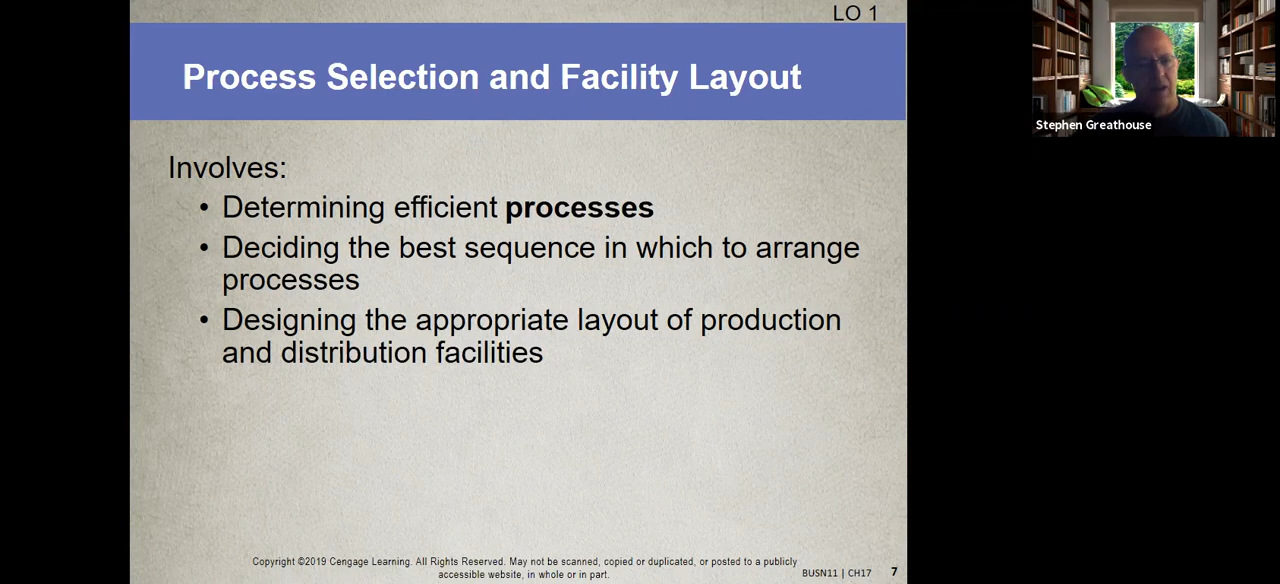 LO 1
Process Selection and Facility Layout
Involves:
• Determining efficient processes
• Deciding the best sequence in which to arrange
processes
• Designing the appropriate layout of production
and distribution facilities
Copyright ©2019 Cengage Learning. All Rights Reserved. May not be scanned, copied or duplicated, or posted to a publicly
accessible website, in whole or in part.
BUSN11 | CH17 7
Stephen Greathouse